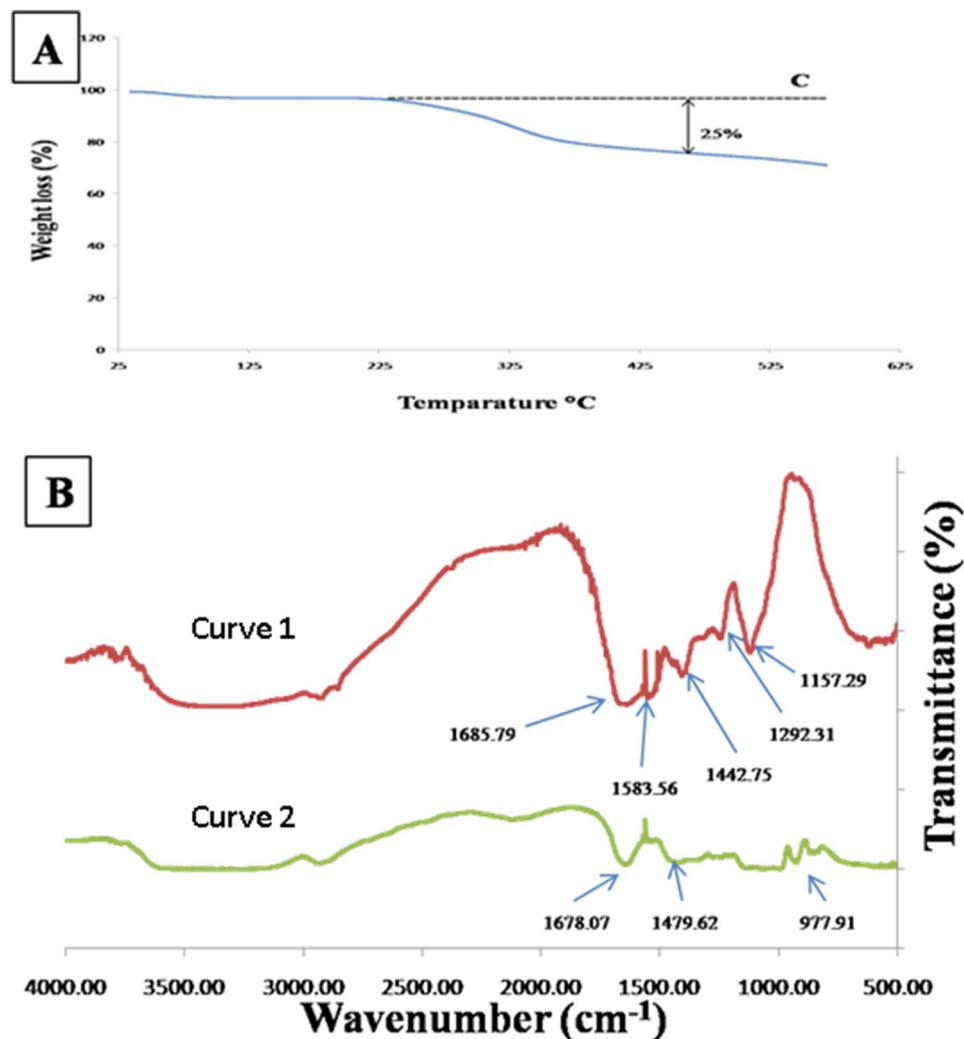 A
120
100
80
60
40
20
0
Weight loss (%)
C
25%
25 125 225 325 425 525 625
Temparature °C
B
Curve 1
1685.79
1583.56
1442.75
1292.31
1157.29
Curve 2
1678.07
1479.62
977.91
Transmittance (%)
4000.00 3500.00 3000.00 2500.00 2000.00 1500.00 1000.00 500.00
Wavenumber (cm⁻¹)